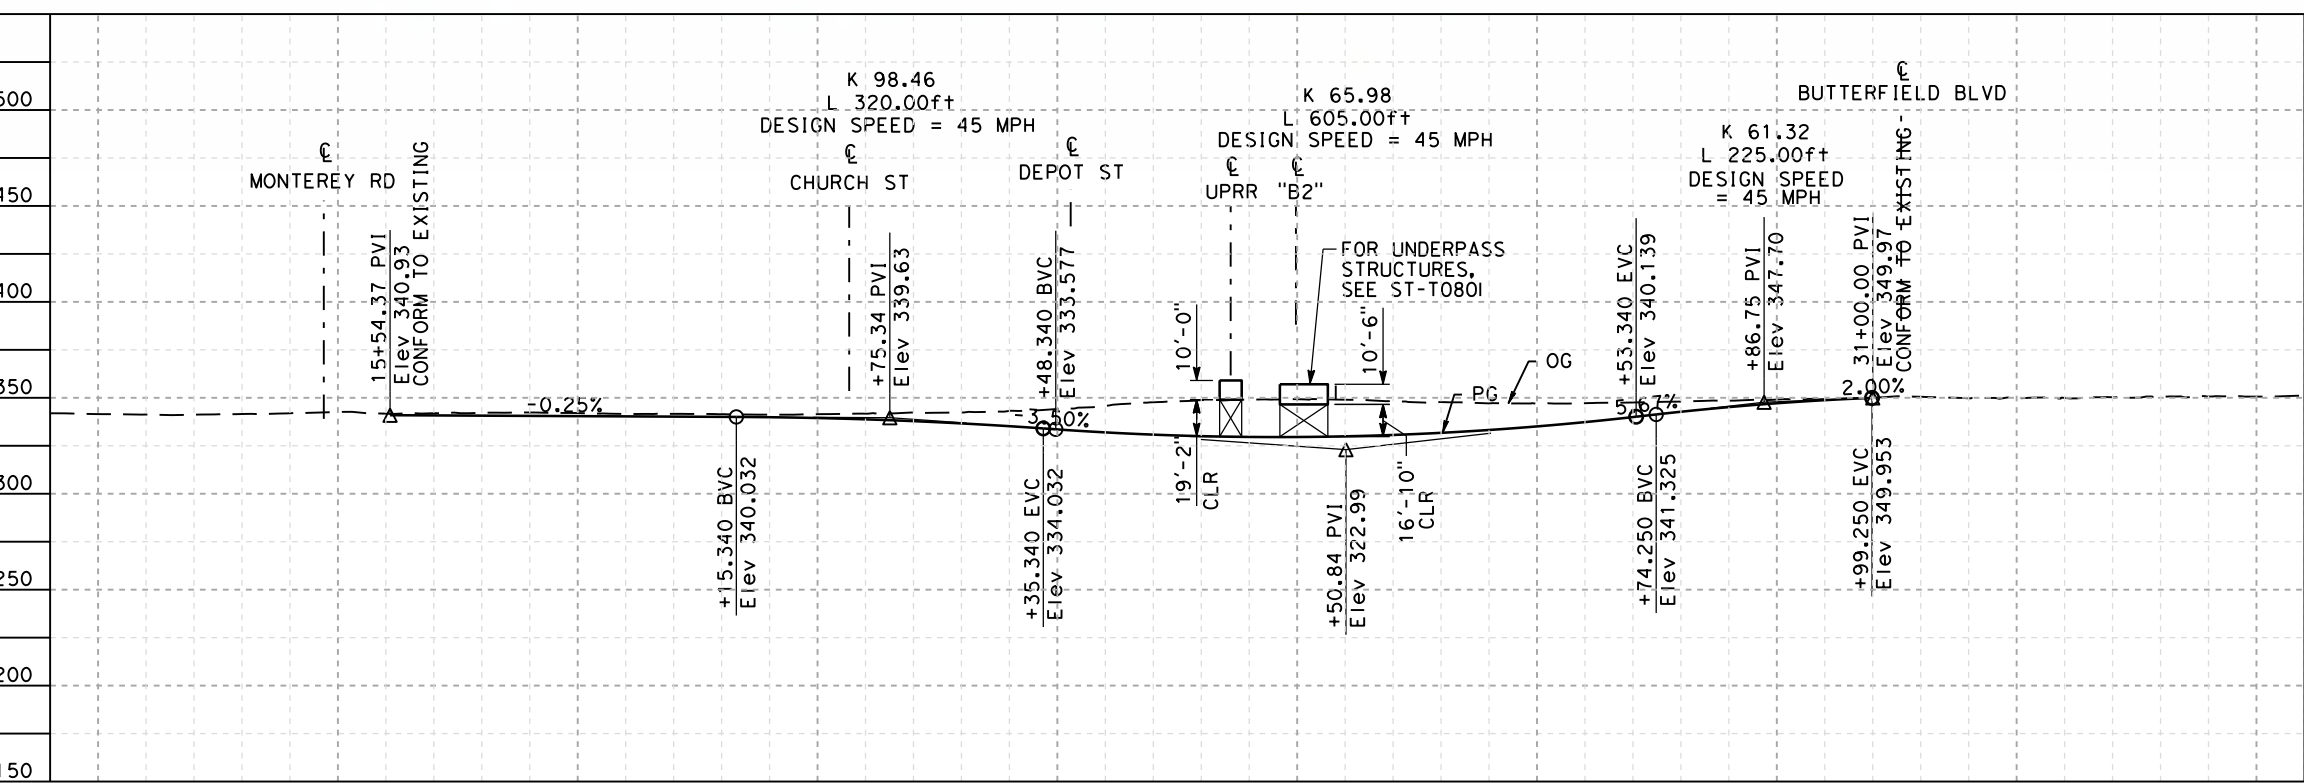 500
450
400
350
300
250
200
150
℄
MONTEREY RD
15+54.37 PVI
Elev 340.93
CONFORM TO EXISTING
-0.25%
+15.340 BVC
Elev 340.032
K 98.46
L 320.00ft
DESIGN SPEED = 45 MPH
℄
CHURCH ST
+75.34 PVI
Elev 339.63
+35.340 EVC
Elev 334.032
℄
DEPOT ST
+48.340 BVC
Elev 333.577
-3.50%
K 65.98
L 605.00ft
DESIGN SPEED = 45 MPH
℄ ℄
UPRR "B2"
FOR UNDERPASS
STRUCTURES,
SEE ST-T0801
10'-0"
19'-2"
CLR
10'-6"
16'-10"
CLR
+50.84 PVI
Elev 322.99
PG
OG
+53.340 EVC
Elev 340.139
5.67%
+74.250 BVC
Elev 341.325
K 61.32
L 225.00ft
DESIGN SPEED
= 45 MPH
+86.75 PVI
Elev 347.70
℄
BUTTERFIELD BLVD
31+00.00 PVI
Elev 349.97
CONFORM TO EXISTING
2.00%
+99.250 EVC
Elev 349.953